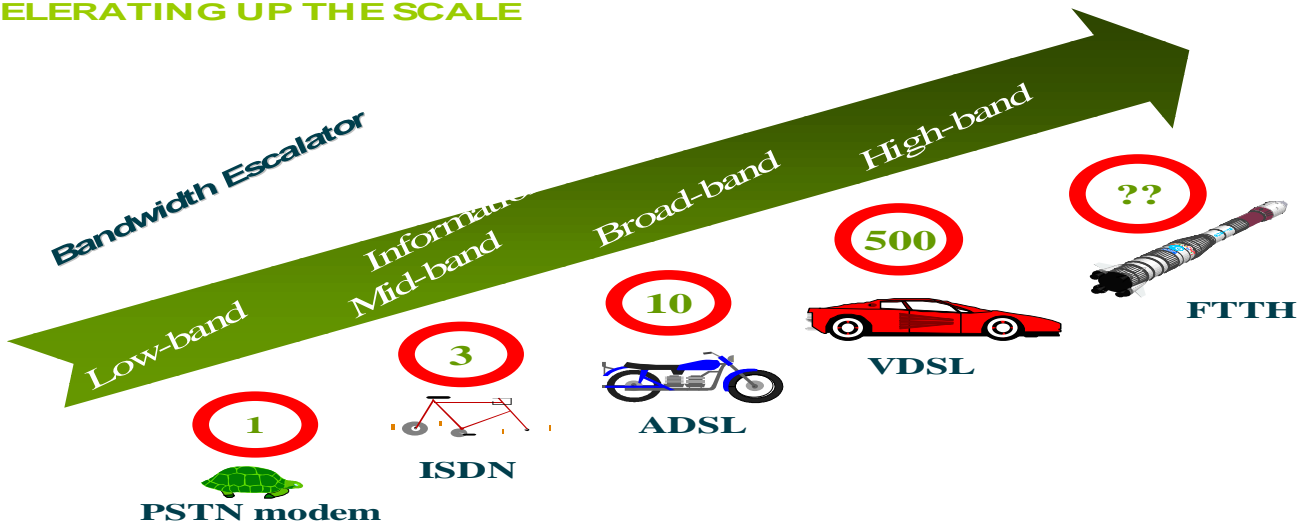 ELERATING UP THE SCALE
Bandwidth Escalator
Low-band
Mid-band
Broad-band
High-band
1
3
10
500
??
PSTN modem
ISDN
ADSL
VDSL
FTTH